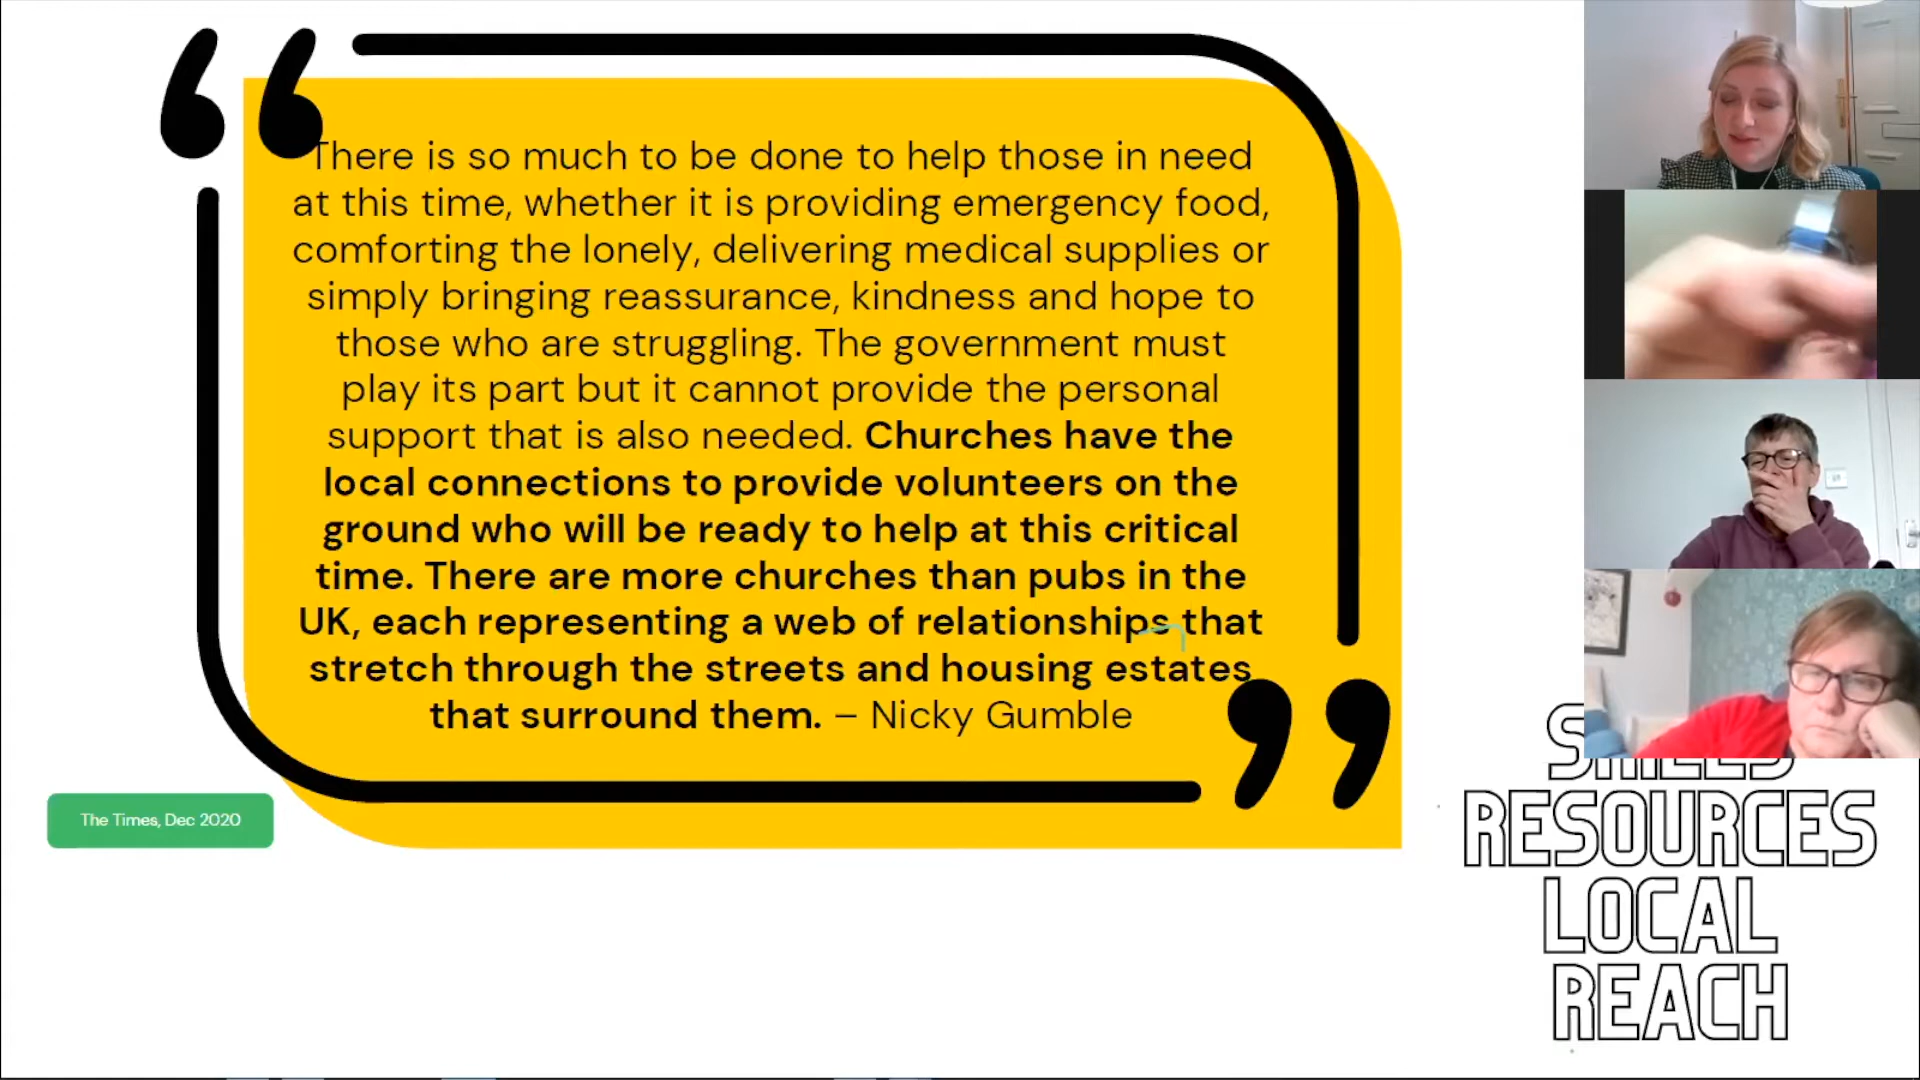 There is so much to be done to help those in need
at this time, whether it is providing emergency food,
comforting the lonely, delivering medical supplies or
simply bringing reassurance, kindness and hope to
those who are struggling. The government must
play its part but it cannot provide the personal
support that is also needed. Churches have the
local connections to provide volunteers on the
ground who will be ready to help at this critical
time. There are more churches than pubs in the
UK, each representing a web of relationships that
stretch through the streets and housing estates
that surround them. – Nicky Gumble
The Times, Dec 2020
RESOURCES
LOCAL
REACH